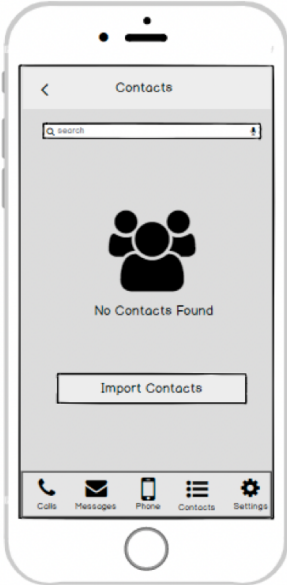 Contacts
search
No Contacts Found
Import Contacts
Calls Messages Phone Contacts Settings